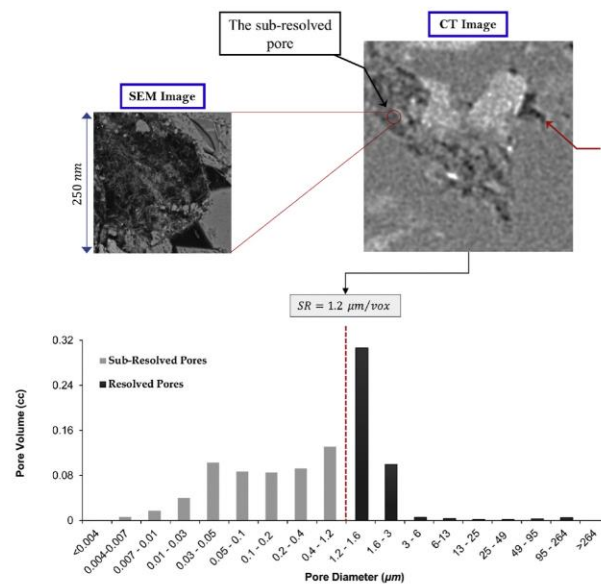 The sub-resolved
pore
CT Image
SEM Image
250 nm
SR = 1.2 μm/vox
Pore Volume (cc)
0.32
0.24
0.16
0.08
0
Sub-Resolved Pores
Resolved Pores
<0.004
0.004-0.007
0.007 - 0.01
0.01 - 0.03
0.03 - 0.05
0.05 - 0.1
0.1 - 0.2
0.2 - 0.4
0.4 - 1.2
1.2 - 1.6
1.6 - 3
3 - 6
6-13
13 - 25
25 - 49
49 - 95
95 - 264
>264
Pore Diameter (μm)